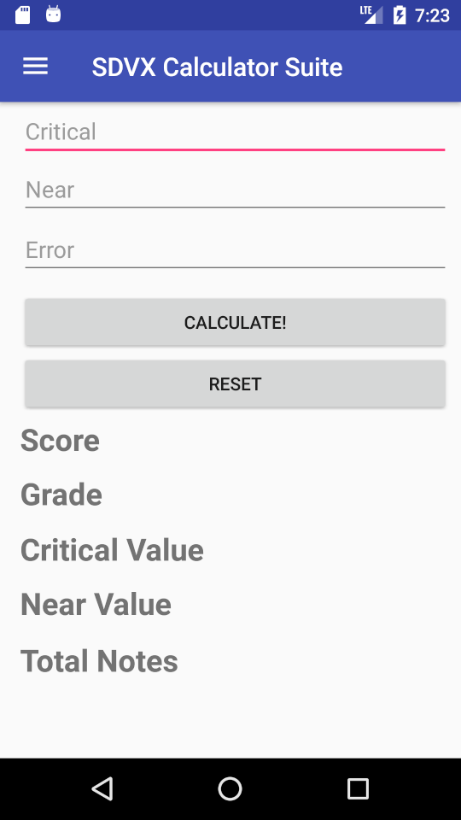 LTE 7:23
SDVX Calculator Suite
Critical
Near
Error
CALCULATE!
RESET
Score
Grade
Critical Value
Near Value
Total Notes